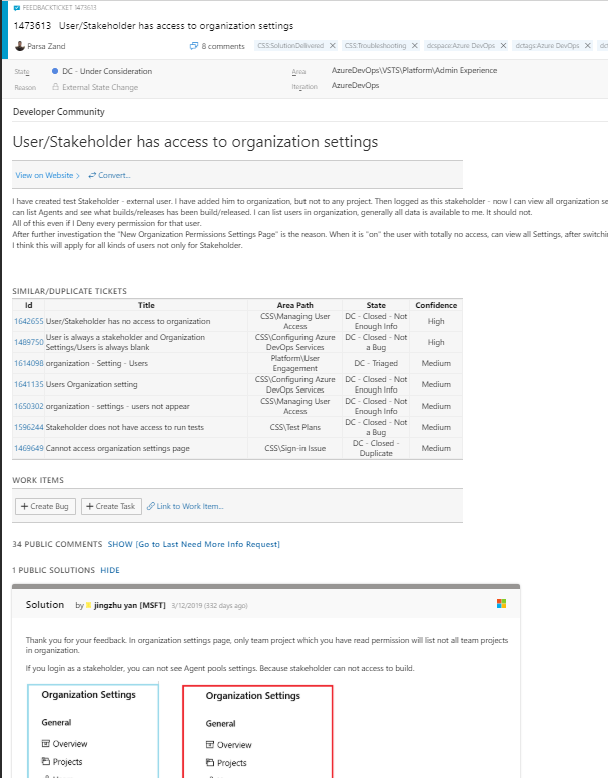 FEEDBACKTICKET 1473613
1473613 User/Stakeholder has access to organization settings
Parsa Zand 8 comments CSS:SolutionDelivered × CSS:Troubleshooting × dcspace:Azure DevOps × dctags:Azure DevOps ×
State DC - Under Consideration Area AzureDevOps\VSTS\Platform\Admin Experience
Reason External State Change Iteration AzureDevOps
Developer Community
User/Stakeholder has access to organization settings
View on Website > Convert...
I have created test Stakeholder - external user. I have added him to organization, but not to any project. Then logged as this stakeholder - now I can view all organization se
can list Agents and see what builds/releases has been build/released. I can list users in organization, generally all data is available to me. It should not.
All of this even if I Deny every permission for that user.
After further investigation the "New Organization Permissions Settings Page" is the reason. When it is "on" the user with totally no access, can view all Settings, after switchin
I think this will apply for all kinds of users not only for Stakeholder.
SIMILAR/DUPLICATE TICKETS
Id Title Area Path State Confidence
1642655 User/Stakeholder has no access to organization CSS\Managing User Access DC - Closed - Not Enough Info High
1489750 User is always a stakeholder and Organization Settings/Users is always blank CSS\Configuring Azure DevOps Services DC - Closed - Not a Bug High
1614098 organization - Setting - Users Platform\User Engagement DC - Triaged Medium
1641135 Users Organization setting CSS\Configuring Azure DevOps Services DC - Closed - Not Enough Info Medium
1650302 organization - settings - users not appear CSS\Managing User Access DC - Closed - Not Enough Info Medium
1596244 Stakeholder does not have access to run tests CSS\Test Plans DC - Closed - Not a Bug Medium
1469649 Cannot access organization settings page CSS\Sign-in Issue DC - Closed - Duplicate Medium
WORK ITEMS
+ Create Bug + Create Task Link to Work Item...
34 PUBLIC COMMENTS SHOW [Go to Last Need More Info Request]
1 PUBLIC SOLUTIONS HIDE
Solution by jingzhu yan [MSFT] 3/12/2019 (332 days ago)
Thank you for your feedback. In organization settings page, only team project which you have read permission will list not all team projects
in organization.
If you login as a stakeholder, you can not see Agent pools settings. Because stakeholder can not access to build.
Organization Settings Organization Settings
General General
Overview Overview
Projects Projects